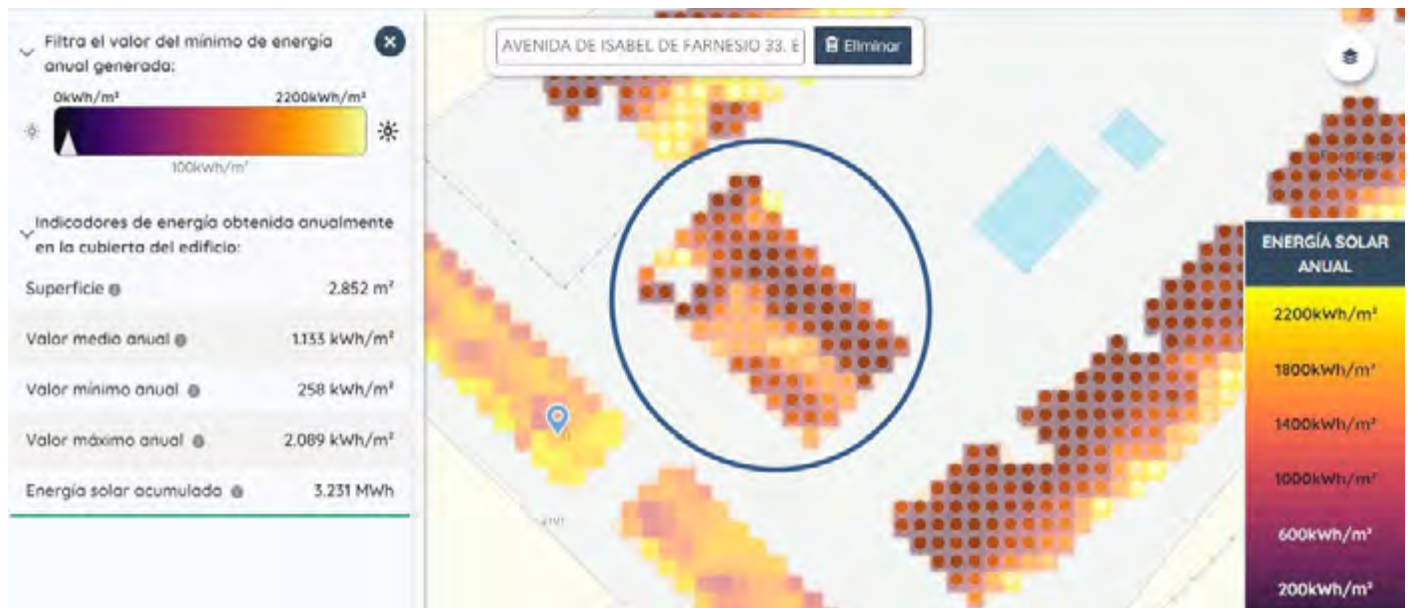 Filtra el valor del mínimo de energía
anual generada:
0kWh/m² 2200kWh/m²
100kWh/m²
Indicadores de energía obtenida anualmente
en la cubierta del edificio:
Superficie 2.852 m²
Valor medio anual 1.133 kWh/m²
Valor mínimo anual 258 kWh/m²
Valor máximo anual 2.089 kWh/m²
Energía solar acumulada 3.231 MWh
AVENIDA DE ISABEL DE FARNESIO 33. E
Eliminar
ENERGÍA SOLAR
ANUAL
2200kWh/m²
1800kWh/m²
1400kWh/m²
1000kWh/m²
600kWh/m²
200kWh/m²